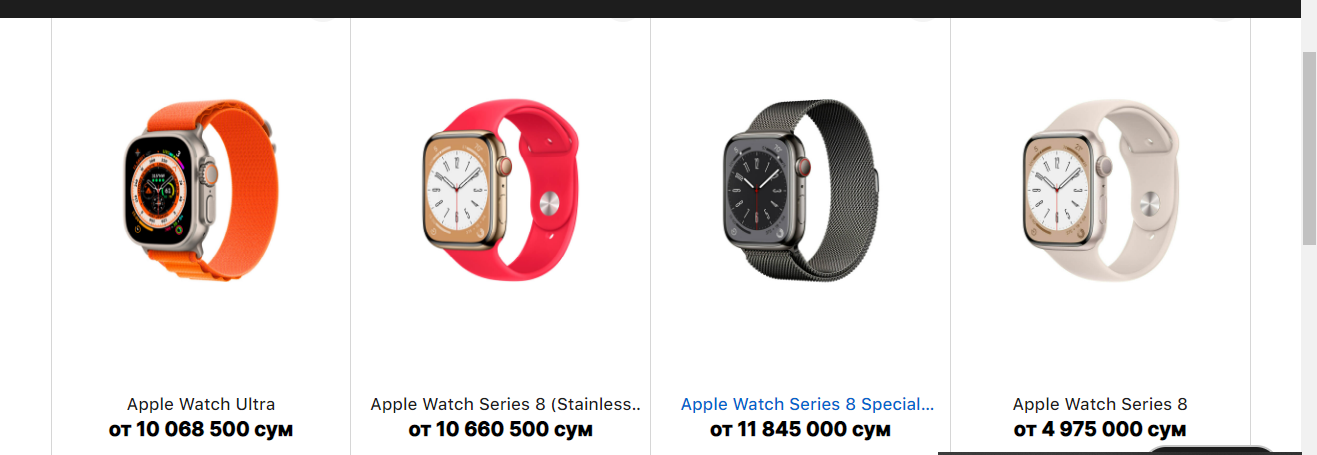 Apple Watch Ultra
от 10 068 500 сум
Apple Watch Series 8 (Stainless..
от 10 660 500 сум
Apple Watch Series 8 Special...
от 11 845 000 сум
Apple Watch Series 8
от 4 975 000 сум